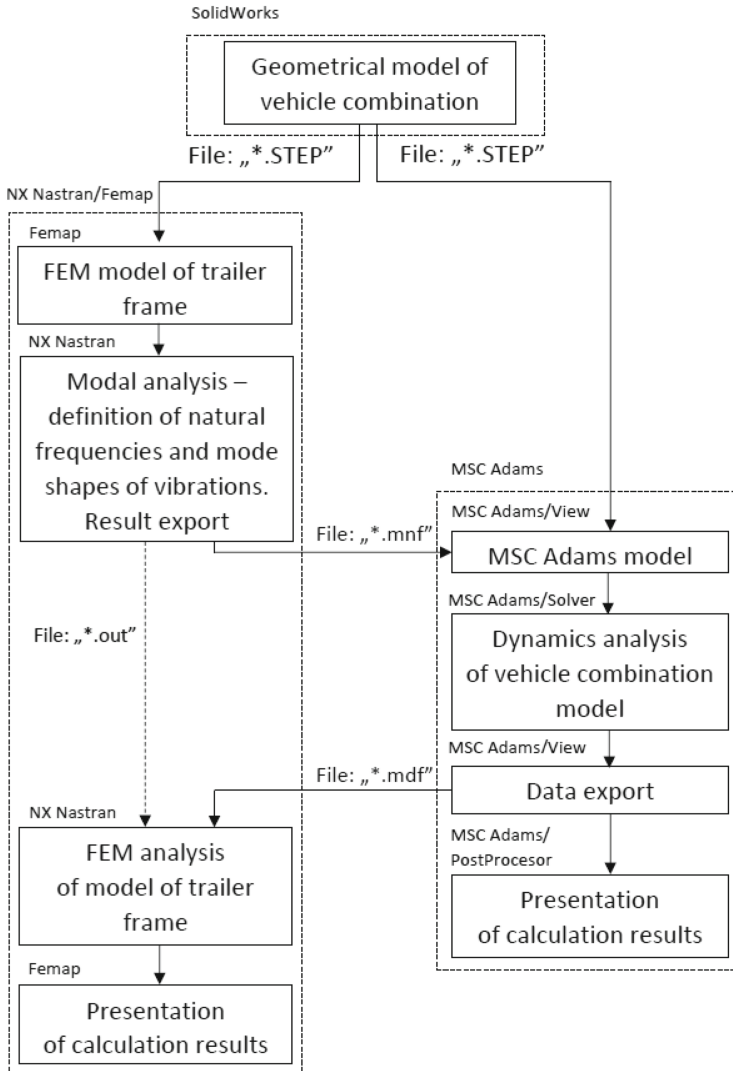 SolidWorks
Geometrical model of
vehicle combination
File: „*.STEP”
File: „*.STEP”
NX Nastran/Femap
Femap
FEM model of trailer
frame
NX Nastran
Modal analysis –
definition of natural
frequencies and mode
shapes of vibrations.
Result export
File: „*.mnf”
MSC Adams
MSC Adams/View
MSC Adams model
MSC Adams/Solver
Dynamics analysis
of vehicle combination
model
File: „*.out”
MSC Adams/View
File: „*.mdf”
Data export
NX Nastran
FEM analysis
of model of trailer
frame
MSC Adams/
PostProcesor
Presentation
of calculation results
Femap
Presentation
of calculation results